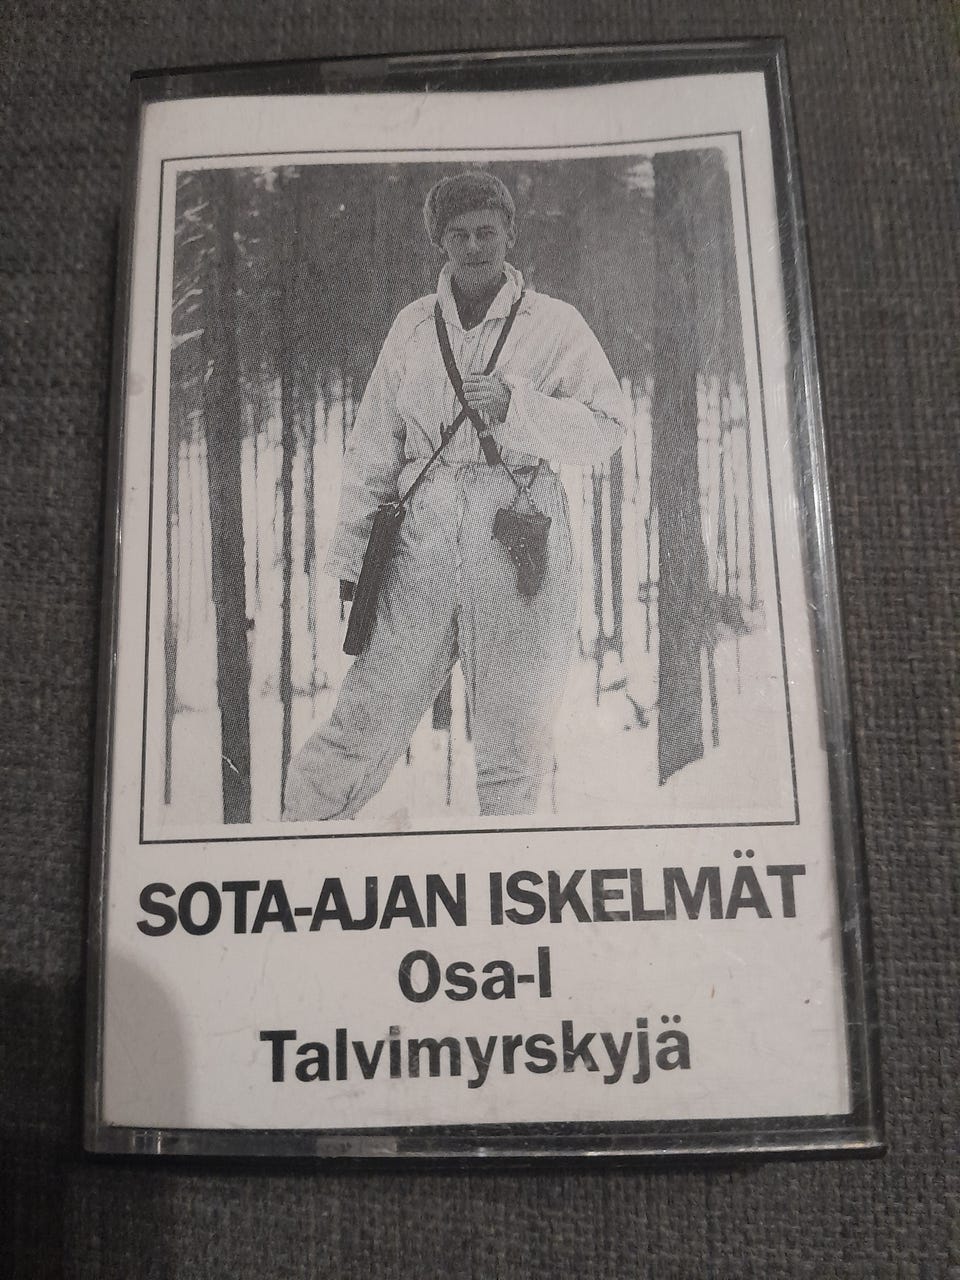 SOTA-AJAN ISKELMÄT
Osa-I
Talvimyrskyjä